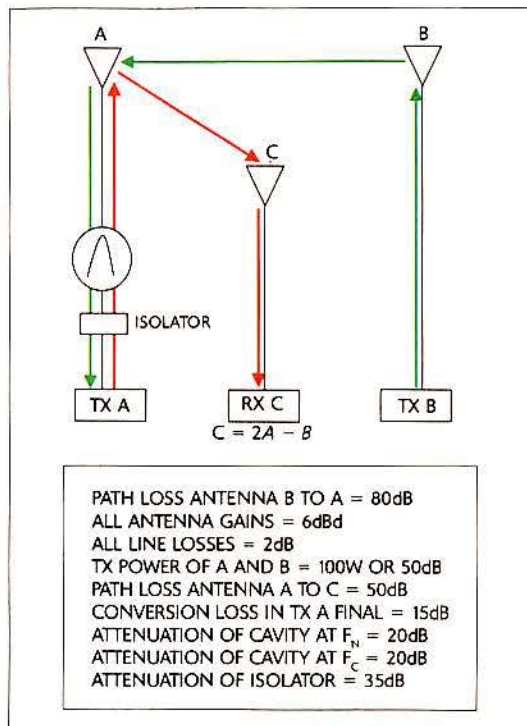 A
B
C
ISOLATOR
TX A
RX C
TX B
C = 2A − B
PATH LOSS ANTENNA B TO A = 80dB
ALL ANTENNA GAINS = 6dBd
ALL LINE LOSSES = 2dB
TX POWER OF A AND B = 100W OR 50dB
PATH LOSS ANTENNA A TO C = 50dB
CONVERSION LOSS IN TX A FINAL = 15dB
ATTENUATION OF CAVITY AT F_N = 20dB
ATTENUATION OF CAVITY AT F_C = 20dB
ATTENUATION OF ISOLATOR = 35dB